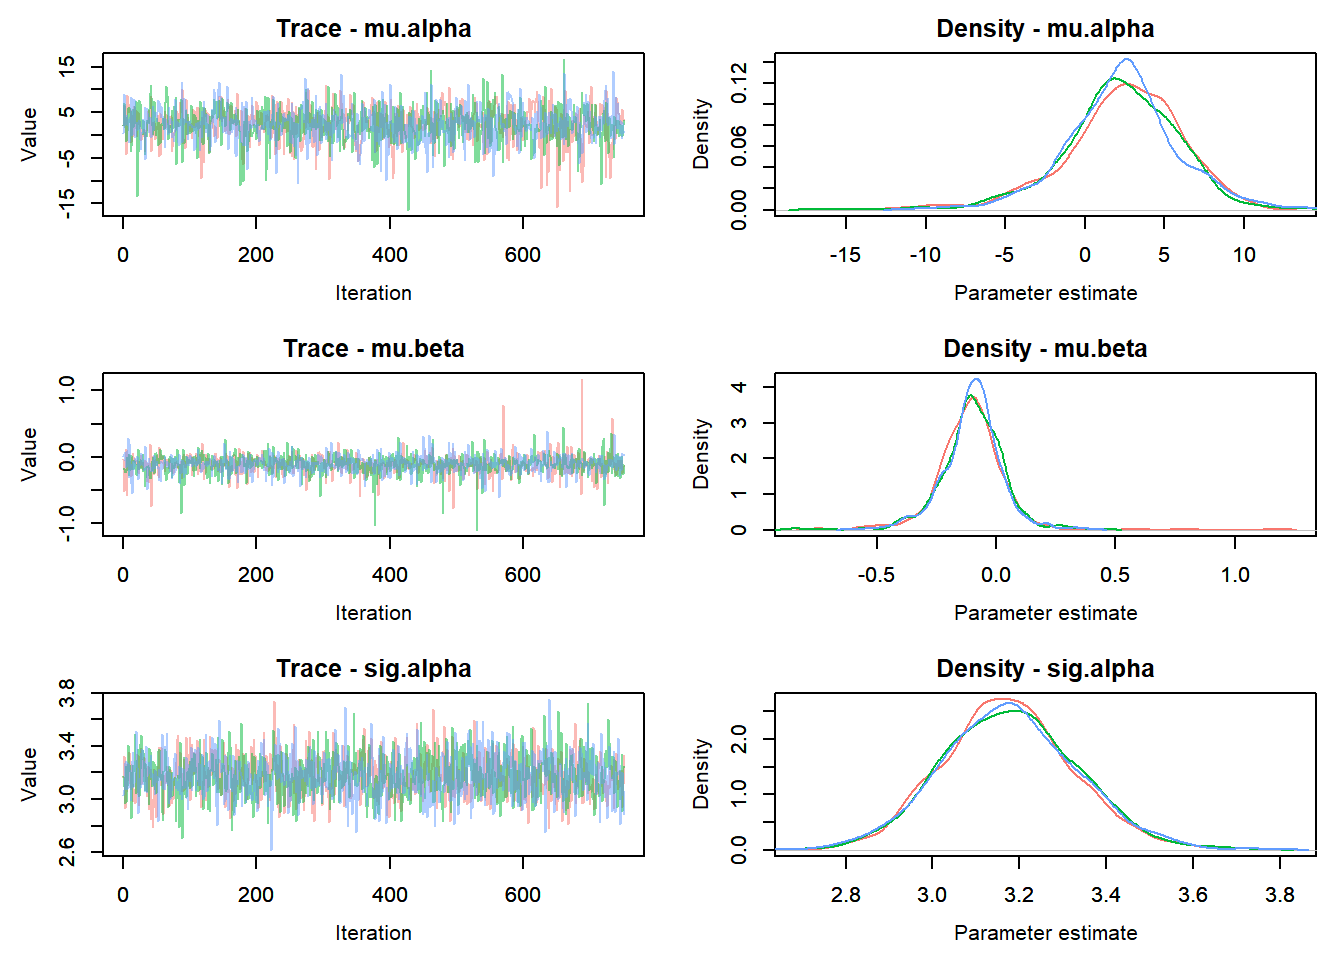 Trace - mu.alpha
Value
15
5
-5
-15
0 200 400 600
Iteration
Density - mu.alpha
Density
0.12
0.06
0.00
-15 -10 -5 0 5 10
Parameter estimate
Trace - mu.beta
Value
1.0
0.0
-1.0
0 200 400 600
Iteration
Density - mu.beta
Density
4
3
2
1
0
-0.5 0.0 0.5 1.0
Parameter estimate
Trace - sig.alpha
Value
3.8
3.4
3.0
2.6
0 200 400 600
Iteration
Density - sig.alpha
Density
2.0
1.0
0.0
2.8 3.0 3.2 3.4 3.6 3.8
Parameter estimate